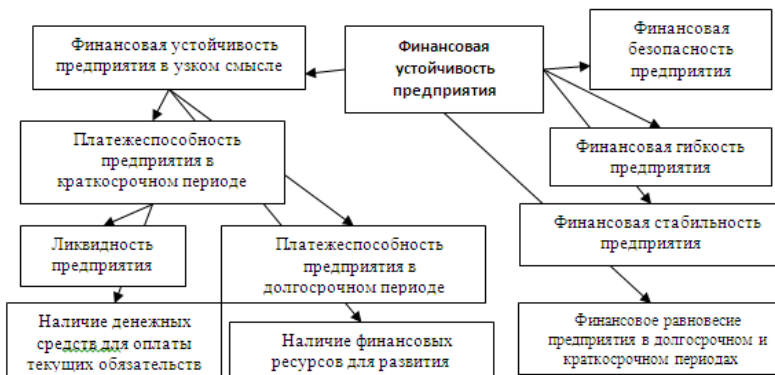 Финансовая устойчивость
предприятия в узком смысле
Финансовая
устойчивость
предприятия
Финансовая
безопасность
предприятия
Платежеспособность
предприятия в
краткосрочном периоде
Финансовая гибкость
предприятия
Ликвидность
предприятия
Платежеспособность
предприятия в
долгосрочном периоде
Финансовая стабильность
предприятия
Наличие денежных
средств для оплаты
текущих обязательств
Наличие финансовых
ресурсов для развития
Финансовое равновесие
предприятия в долгосрочном и
краткосрочном периодах